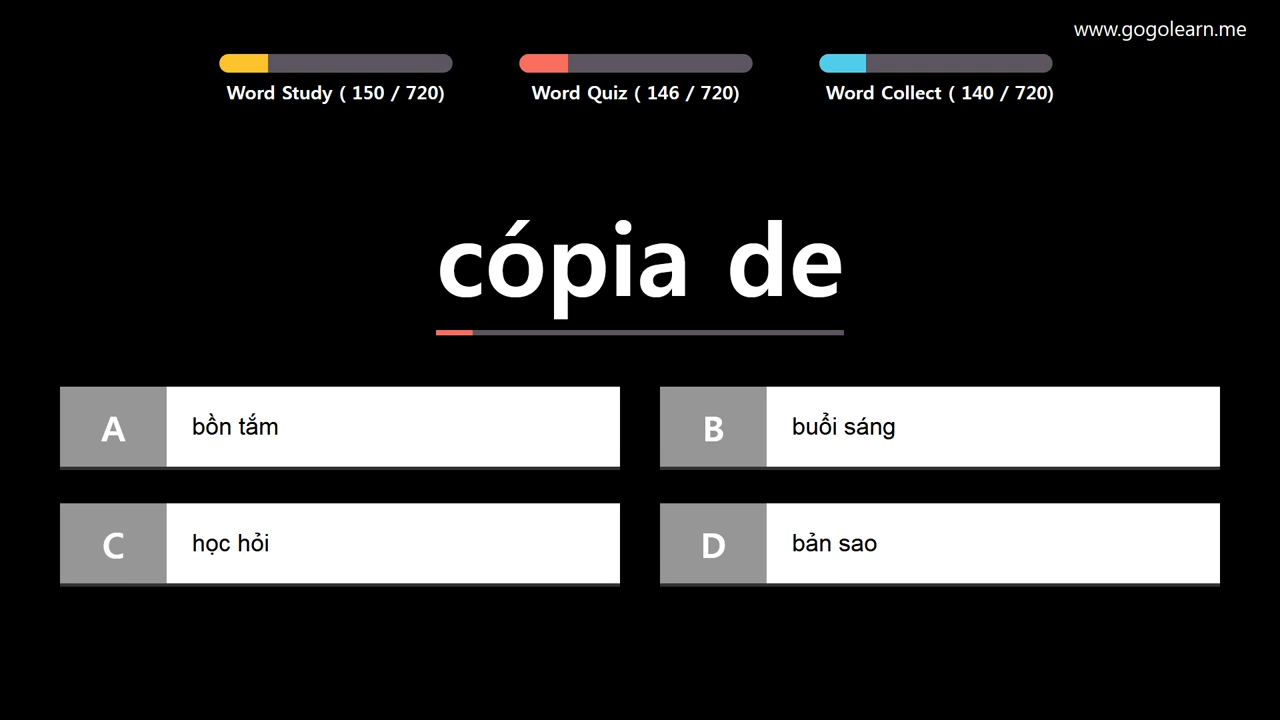 www.gogolearn.me
Word Study ( 150 / 720)
Word Quiz ( 146 / 720)
Word Collect ( 140 / 720)
cópia de
A bồn tắm
B buổi sáng
C học hỏi
D bản sao